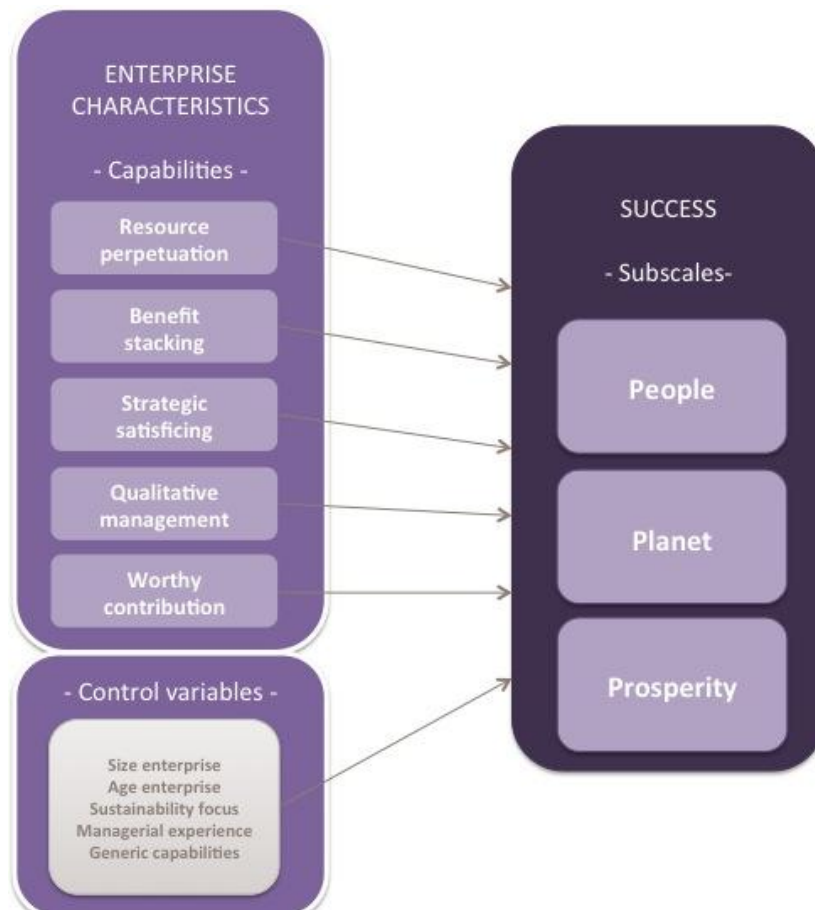 ENTERPRISE
CHARACTERISTICS
- Capabilities -
Resource
perpetuation
Benefit
stacking
Strategic
satisficing
Qualitative
management
Worthy
contribution
- Control variables -
Size enterprise
Age enterprise
Sustainability focus
Managerial experience
Generic capabilities
SUCCESS
- Subscales-
People
Planet
Prosperity